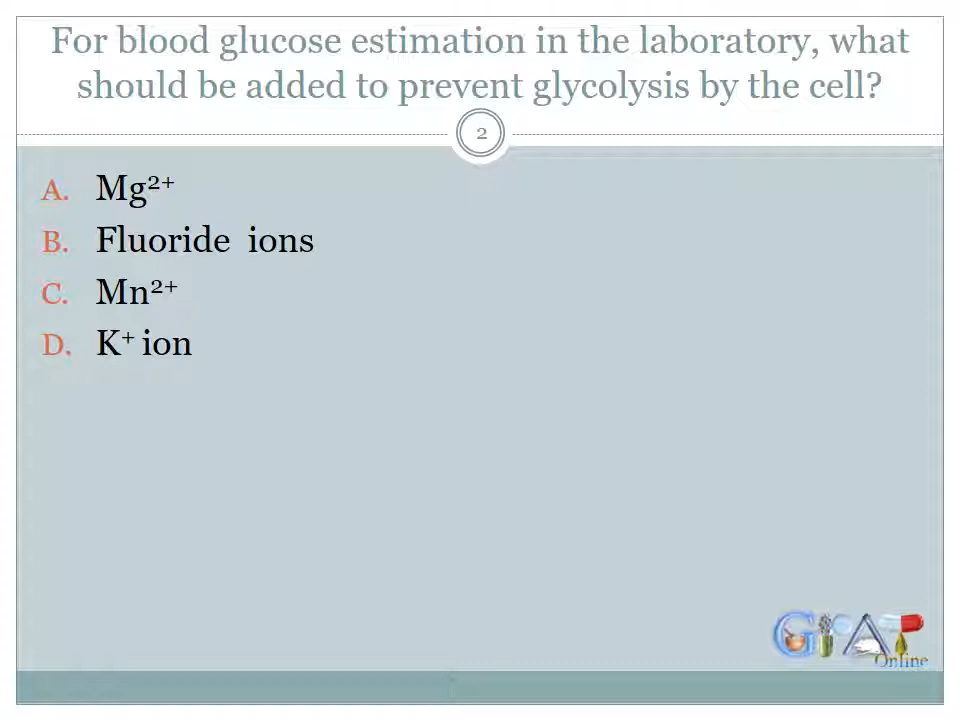 For blood glucose estimation in the laboratory, what
should be added to prevent glycolysis by the cell?
2
A. Mg²⁺
B. Fluoride ions
C. Mn²⁺
D. K⁺ ion
GPAT
Online